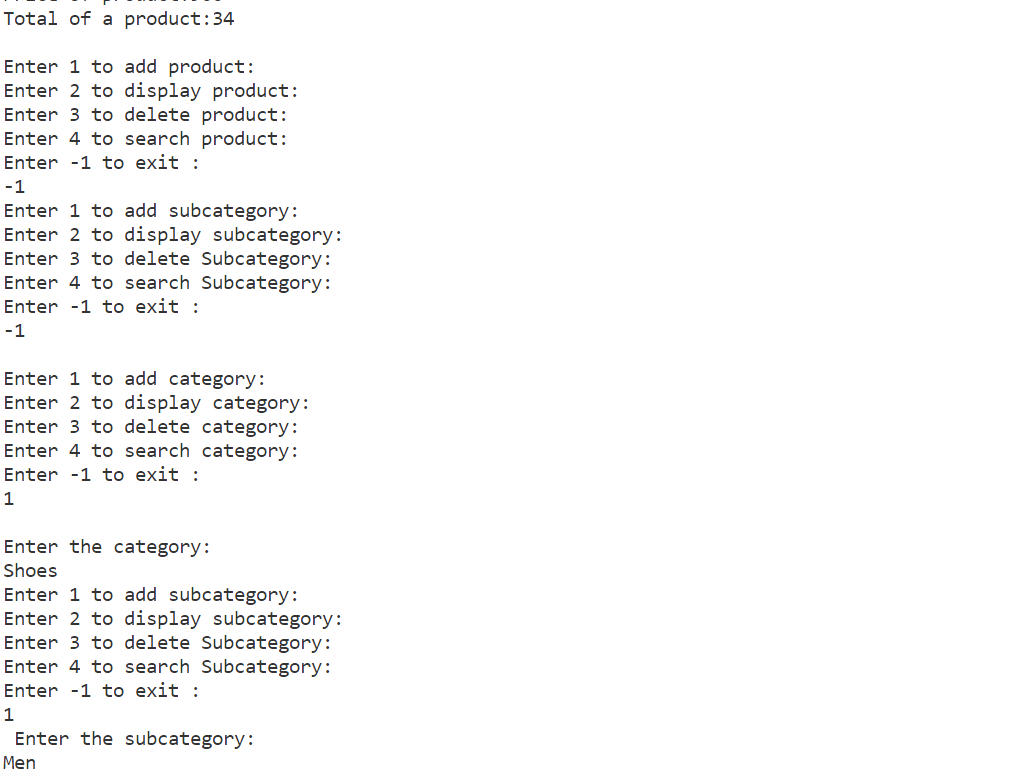 Total of a product:34
Enter 1 to add product:
Enter 2 to display product:
Enter 3 to delete product:
Enter 4 to search product:
Enter -1 to exit :
-1
Enter 1 to add subcategory:
Enter 2 to display subcategory:
Enter 3 to delete Subcategory:
Enter 4 to search Subcategory:
Enter -1 to exit :
-1
Enter 1 to add category:
Enter 2 to display category:
Enter 3 to delete category:
Enter 4 to search category:
Enter -1 to exit :
1
Enter the category:
Shoes
Enter 1 to add subcategory:
Enter 2 to display subcategory:
Enter 3 to delete Subcategory:
Enter 4 to search Subcategory:
Enter -1 to exit :
1
Enter the subcategory:
Men